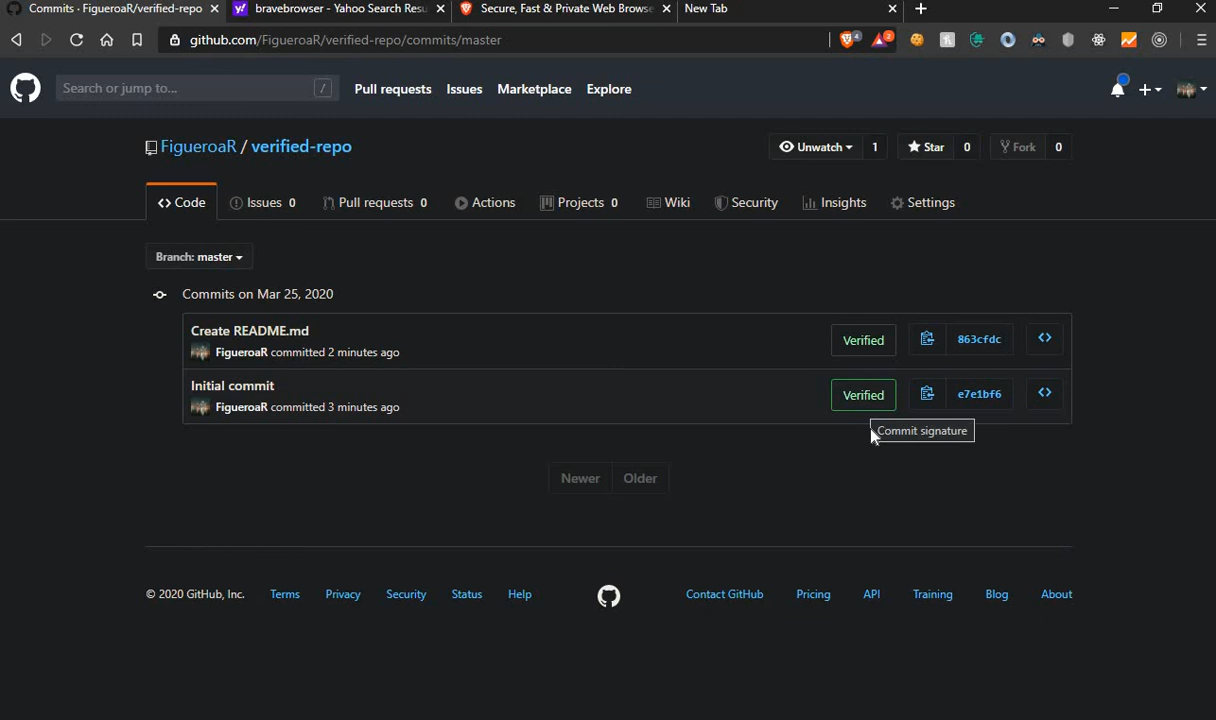 Commits · FigueroaR/verified-repo
bravebrowser - Yahoo Search Resu
Secure, Fast & Private Web Browse
New Tab
github.com/FigueroaR/verified-repo/commits/master
4
2
Search or jump to... /
Pull requests Issues Marketplace Explore
FigueroaR / verified-repo
Unwatch 1
Star 0
Fork 0
Code
Issues 0
Pull requests 0
Actions
Projects 0
Wiki
Security
Insights
Settings
Branch: master
Commits on Mar 25, 2020
Create README.md
FigueroaR committed 2 minutes ago
Verified
863cfdc
Initial commit
FigueroaR committed 3 minutes ago
Verified
e7e1bf6
Commit signature
Newer Older
© 2020 GitHub, Inc. Terms Privacy Security Status Help Contact GitHub Pricing API Training Blog About